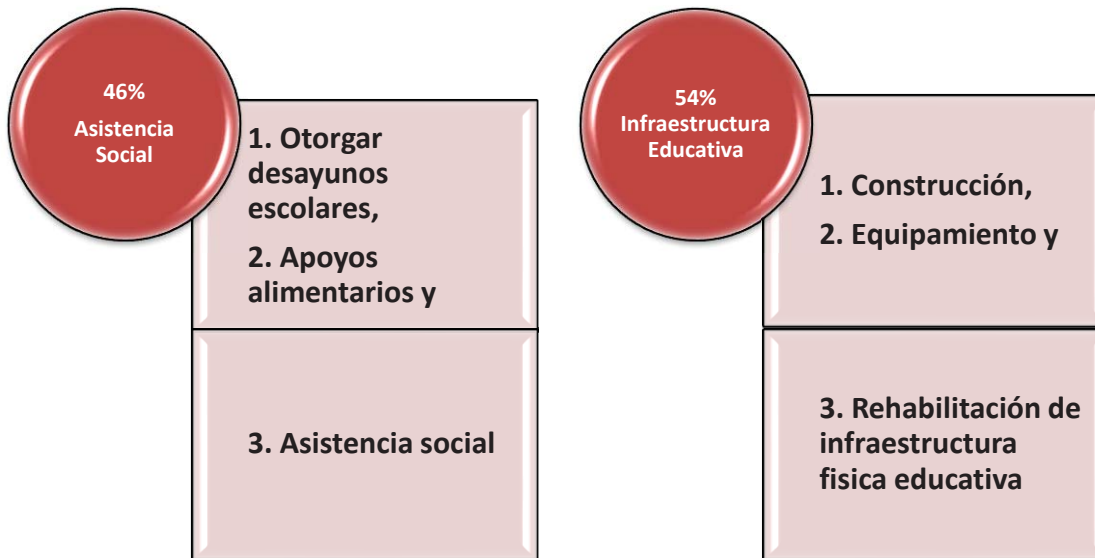 46%
Asistencia
Social
1. Otorgar
desayunos
escolares,
2. Apoyos
alimentarios y
3. Asistencia social
54%
Infraestructura
Educativa
1. Construcción,
2. Equipamiento y
3. Rehabilitación de
infraestructura
fisica educativa